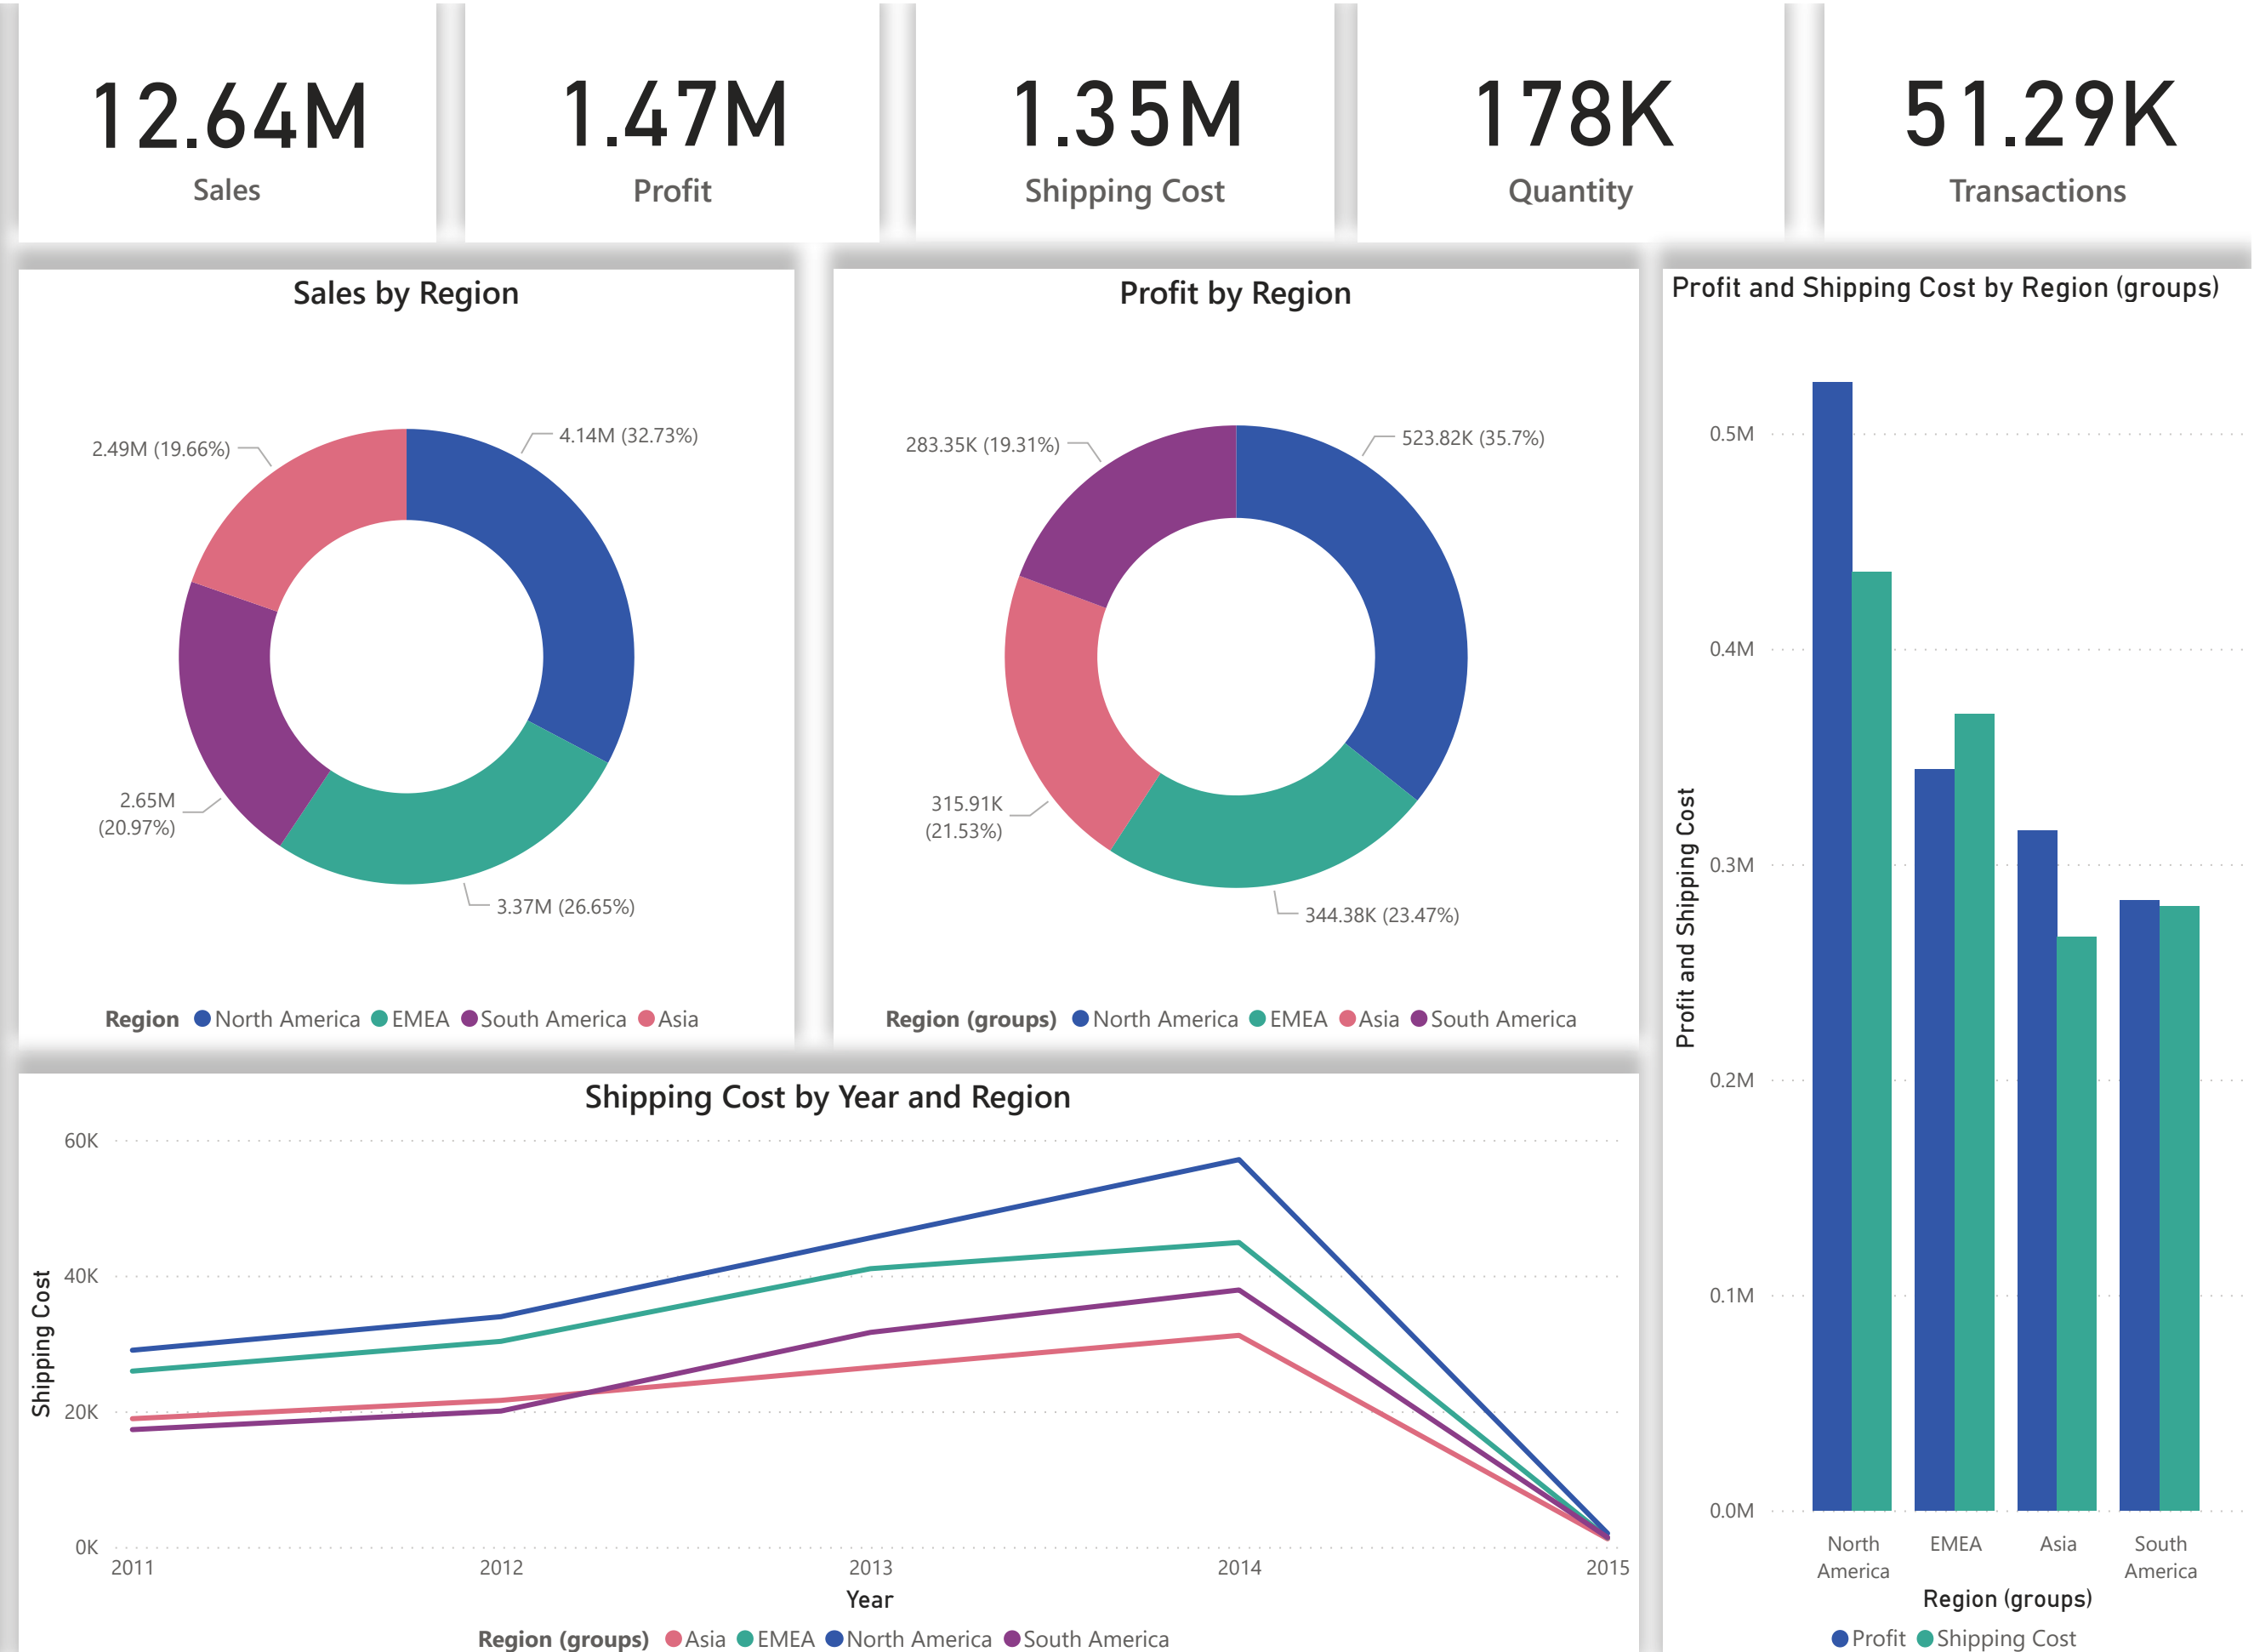 12.64M
Sales
1.47M
Profit
1.35M
Shipping Cost
178K
Quantity
51.29K
Transactions
Sales by Region
4.14M (32.73%)
2.49M (19.66%)
2.65M
(20.97%)
3.37M (26.65%)
Region North America EMEA South America Asia
Profit by Region
523.82K (35.7%)
283.35K (19.31%)
315.91K
(21.53%)
344.38K (23.47%)
Region (groups) North America EMEA Asia South America
Profit and Shipping Cost by Region (groups)
Profit and Shipping Cost
0.5M
0.4M
0.3M
0.2M
0.1M
0.0M
North
America
EMEA
Asia
South
America
Region (groups)
Profit Shipping Cost
Shipping Cost by Year and Region
Shipping Cost
60K
40K
20K
0K
2011
2012
2013
2014
2015
Year
Region (groups) Asia EMEA North America South America